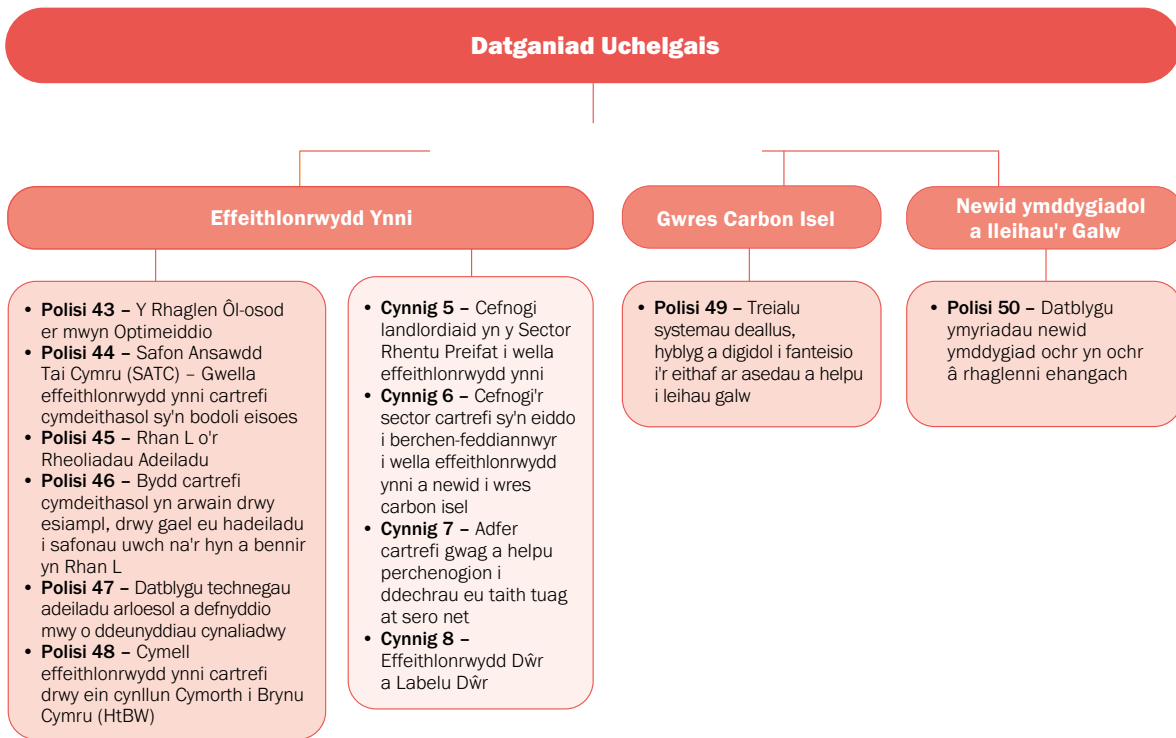 Datganiad Uchelgais
Effeithlonrwydd Ynni
Gwres Carbon Isel
Newid ymddygiadol
a lleihau'r Galw
• Polisi 43 – Y Rhaglen Ôl-osod
er mwyn Optimeiddio
• Polisi 44 – Safon Ansawdd
Tai Cymru (SATC) – Gwella
effeithlonrwydd ynni cartrefi
cymdeithasol sy'n bodoli eisoes
• Polisi 45 – Rhan L o'r
Rheoliadau Adeiladu
• Polisi 46 – Bydd cartrefi
cymdeithasol yn arwain drwy
esiampl, drwy gael eu hadeiladu
i safonau uwch na'r hyn a bennir
yn Rhan L
• Polisi 47 – Datblygu technegau
adeiladu arloesol a defnyddio
mwy o ddeunyddiau cynaliadwy
• Polisi 48 – Cymell
effeithlonrwydd ynni cartrefi
drwy ein cynllun Cymorth i Brynu
Cymru (HtBW)
• Cynnig 5 – Cefnogi
landlordiaid yn y Sector
Rhentu Preifat i wella
effeithlonrwydd ynni
• Cynnig 6 – Cefnogi'r
sector cartrefi sy'n eiddo
i berchen-feddiannwyr
i wella effeithlonrwydd
ynni a newid i wres
carbon isel
• Cynnig 7 – Adfer
cartrefi gwag a helpu
perchenogion i
ddechrau eu taith tuag
at sero net
• Cynnig 8 –
Effeithlonrwydd Dŵr
a Labelu Dŵr
• Polisi 49 – Treialu
systemau deallus,
hyblyg a digidol i fanteisio
i'r eithaf ar asedau a helpu
i leihau galw
• Polisi 50 – Datblygu
ymyriadau newid
ymddygiad ochr yn ochr
â rhaglenni ehangach